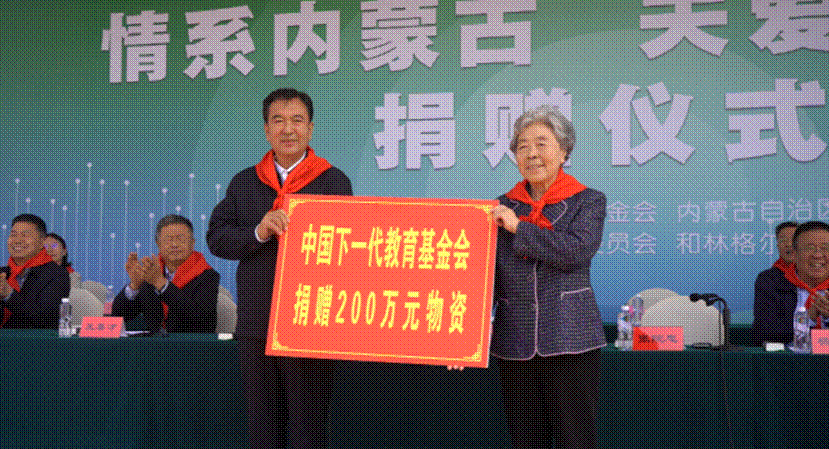 情系内蒙古 关爱
捐赠仪式
金会 内蒙古自治区
员会 和林格尔
中国下一代教育基金会
捐赠200万元物资